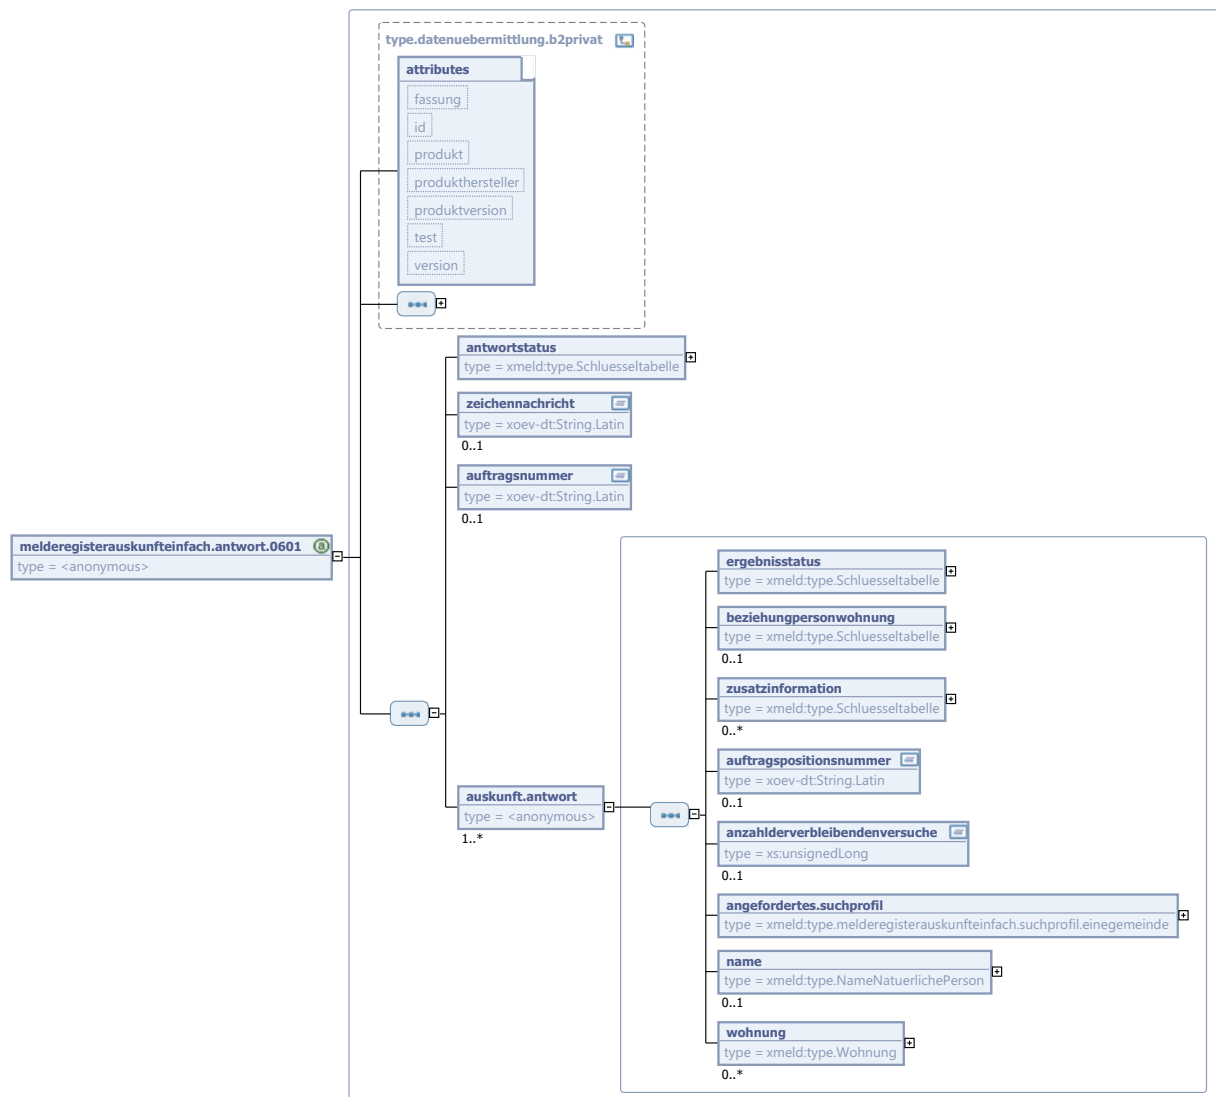 type.datenuebermittlung.b2privat
attributes
fassung
id
produkt
produkthersteller
produktversion
test
version
antwortstatus
type = xmeld:type.Schluesseltabelle
zeichennachricht
type = xoev-dt:String.Latin
0..1
auftragsnummer
type = xoev-dt:String.Latin
0..1
melderegisterauskunfteinfach.antwort.0601
type = <anonymous>
auskunft.antwort
type = <anonymous>
1..*
ergebnisstatus
type = xmeld:type.Schluesseltabelle
beziehungpersonwohnung
type = xmeld:type.Schluesseltabelle
0..1
zusatzinformation
type = xmeld:type.Schluesseltabelle
0..*
auftragspositionsnummer
type = xoev-dt:String.Latin
0..1
anzahlderverbleibendenversuche
type = xs:unsignedLong
0..1
angefordertes.suchprofil
type = xmeld:type.melderegisterauskunfteinfach.suchprofil.einegemeinde
name
type = xmeld:type.NameNatuerlichePerson
0..1
wohnung
type = xmeld:type.Wohnung
0..*